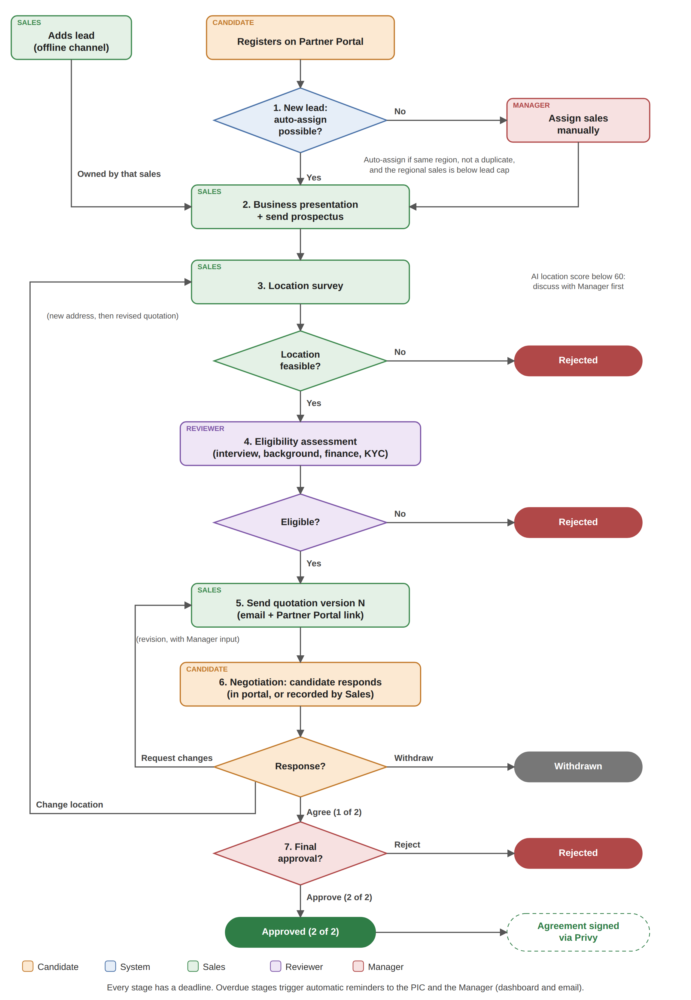 SALES
Adds lead
(offline channel)
CANDIDATE
Registers on Partner Portal
1. New lead:
auto-assign
possible?
No
MANAGER
Assign sales
manually
Auto-assign if same region, not a duplicate,
and the regional sales is below lead cap
Owned by that sales
Yes
SALES
2. Business presentation
+ send prospectus
SALES
3. Location survey
AI location score below 60:
discuss with Manager first
(new address, then revised quotation)
Location
feasible?
No
Rejected
Yes
REVIEWER
4. Eligibility assessment
(interview, background, finance, KYC)
Eligible?
No
Rejected
Yes
SALES
5. Send quotation version N
(email + Partner Portal link)
(revision, with Manager input)
CANDIDATE
6. Negotiation: candidate responds
(in portal, or recorded by Sales)
Request changes
Response?
Withdraw
Withdrawn
Change location
Agree (1 of 2)
7. Final
approval?
Reject
Rejected
Approve (2 of 2)
Approved (2 of 2)
Agreement signed
via Privy
Candidate
System
Sales
Reviewer
Manager
Every stage has a deadline. Overdue stages trigger automatic reminders to the PIC and the Manager (dashboard and email).